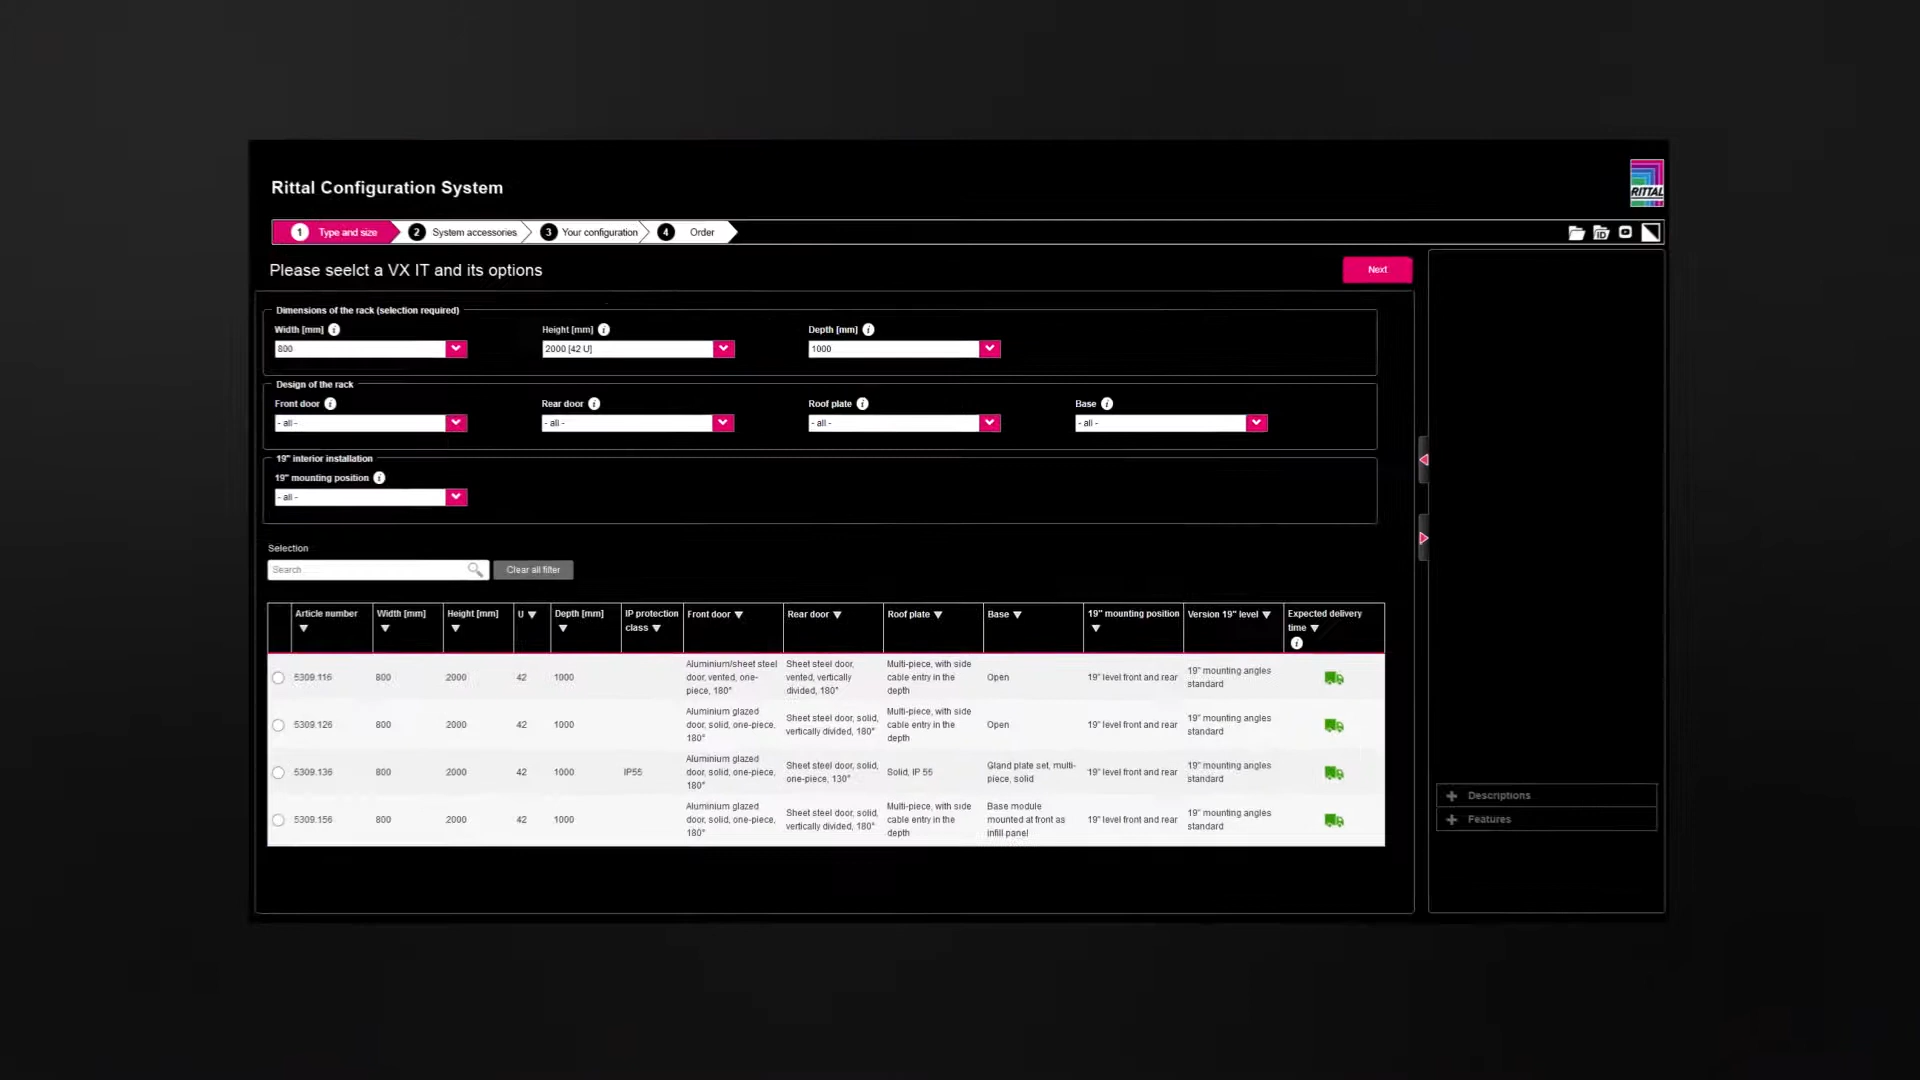 Rittal Configuration System
RITTAL
1 Type and size 2 System accessories 3 Your configuration 4 Order
ID
Please seelct a VX IT and its options
Next
Dimensions of the rack (selection required)
Width [mm] i Height [mm] i Depth [mm] i
800 2000 [42 U] 1000
Design of the rack
Front door i Rear door i Roof plate i Base i
- all - - all - - all - - all -
19" interior installation
19" mounting position i
- all -
Selection
Search... Clear all filter
Article number Width [mm] Height [mm] U Depth [mm] IP protection class Front door Rear door Roof plate Base 19" mounting position Version 19" level Expected delivery time i
5309.116 800 2000 42 1000 Aluminium/sheet steel door, vented, one-piece, 180° Sheet steel door, vented, vertically divided, 180° Multi-piece, with side cable entry in the depth Open 19" level front and rear 19" mounting angles standard
5309.126 800 2000 42 1000 Aluminium glazed door, solid, one-piece, 180° Sheet steel door, solid, vertically divided, 180° Multi-piece, with side cable entry in the depth Open 19" level front and rear 19" mounting angles standard
5309.136 800 2000 42 1000 IP55 Aluminium glazed door, solid, one-piece, 180° Sheet steel door, solid, one-piece, 130° Solid, IP 55 Gland plate set, multi-piece, solid 19" level front and rear 19" mounting angles standard
5309.156 800 2000 42 1000 Aluminium glazed door, solid, one-piece, 180° Sheet steel door, solid, vertically divided, 180° Multi-piece, with side cable entry in the depth Base module mounted at front as infill panel 19" level front and rear 19" mounting angles standard
Descriptions
Features